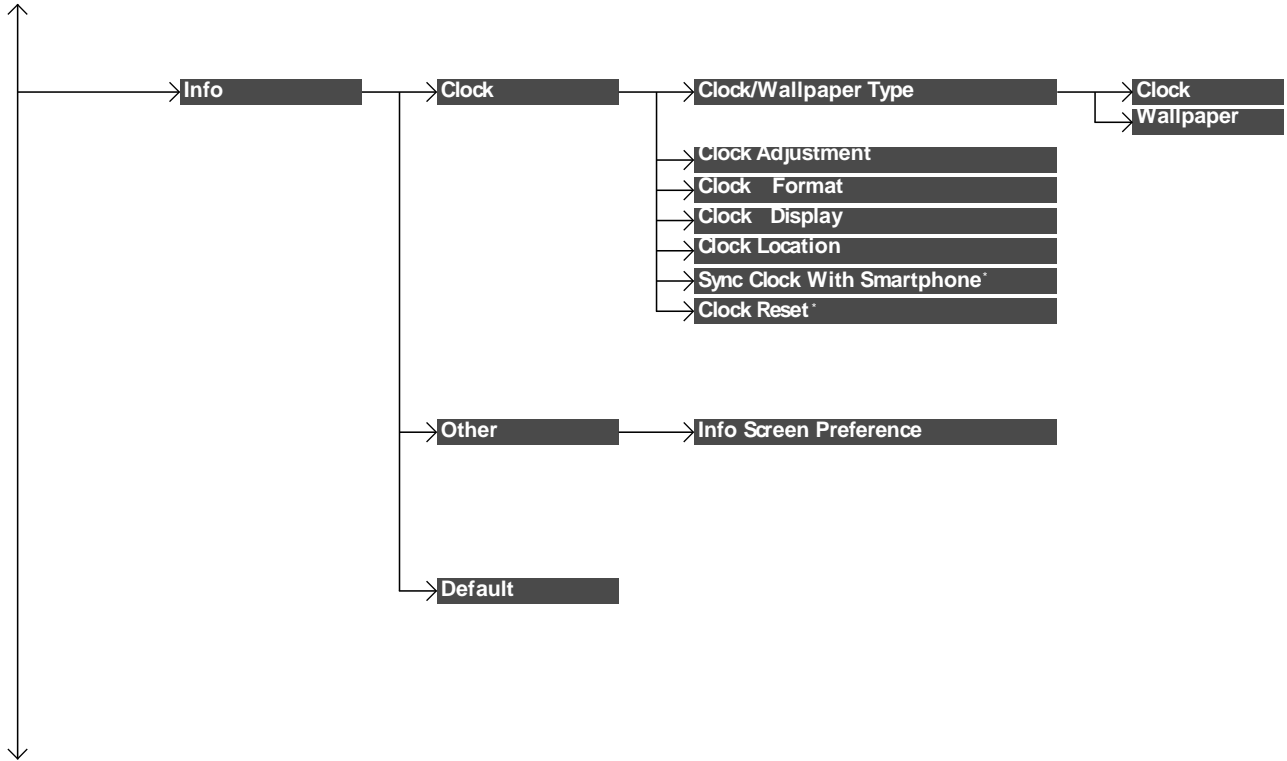 Info
Clock
Clock/Wallpaper Type
Clock
Wallpaper
Clock Adjustment
Clock Format
Clock Display
Clock Location
Sync Clock With Smartphone*
Clock Reset*
Other
Info Screen Preference
Default